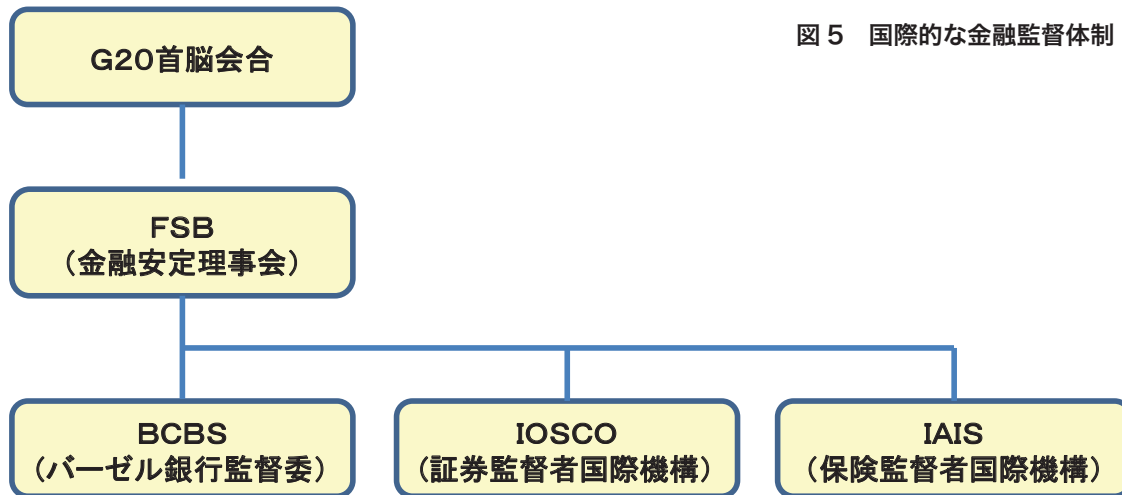 図5 国際的な金融監督体制
G20首脳会合
FSB
（金融安定理事会）
BCBS
（バーゼル銀行監督委）
IOSCO
（証券監督者国際機構）
IAIS
（保険監督者国際機構）